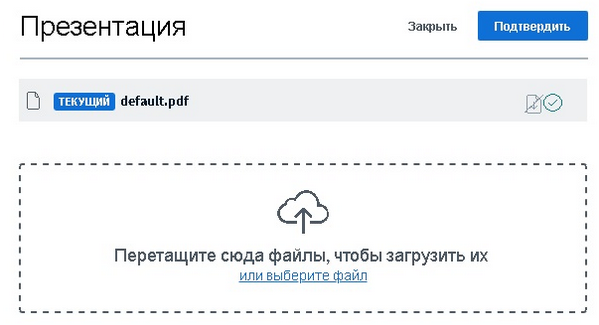 Презентация
Закрыть
Подтвердить
ТЕКУЩИЙ default.pdf
Перетащите сюда файлы, чтобы загрузить их
или выберите файл